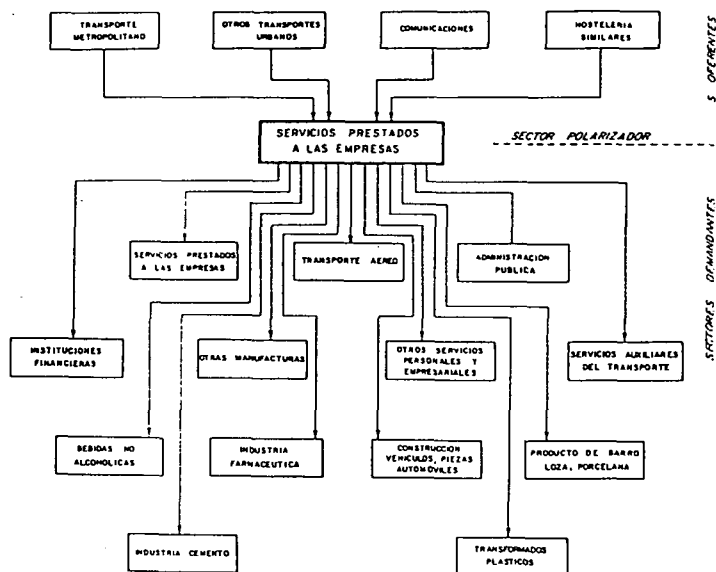 TRANSPORTE
METROPOLITANO
OTROS TRANSPORTES
URBANOS
COMUNICACIONES
HOSTELERIA
SIMILARES
S OFERENTES
SERVICIOS PRESTADOS
A LAS EMPRESAS
SECTOR POLARIZADOR
SECTORES DEMANDANTES
SERVICIOS PRESTADOS
A LAS EMPRESAS
TRANSPORTE AEREO
ADMINISTRACION
PUBLICA
INSTITUCIONES
FINANCIERAS
OTRAS MANUFACTURAS
OTROS SERVICIOS
PERSONALES Y
EMPRESARIALES
SERVICIOS AUXILIARES
DEL TRANSPORTE
BEBIDAS NO
ALCOHOLICAS
INDUSTRIA
FARMACEUTICA
CONSTRUCCION
VEHICULOS, PIEZAS
AUTOMOVILES
PRODUCTO DE BARRO
LOZA, PORCELANA
INDUSTRIA CEMENTO
TRANSFORMADOS
PLASTICOS